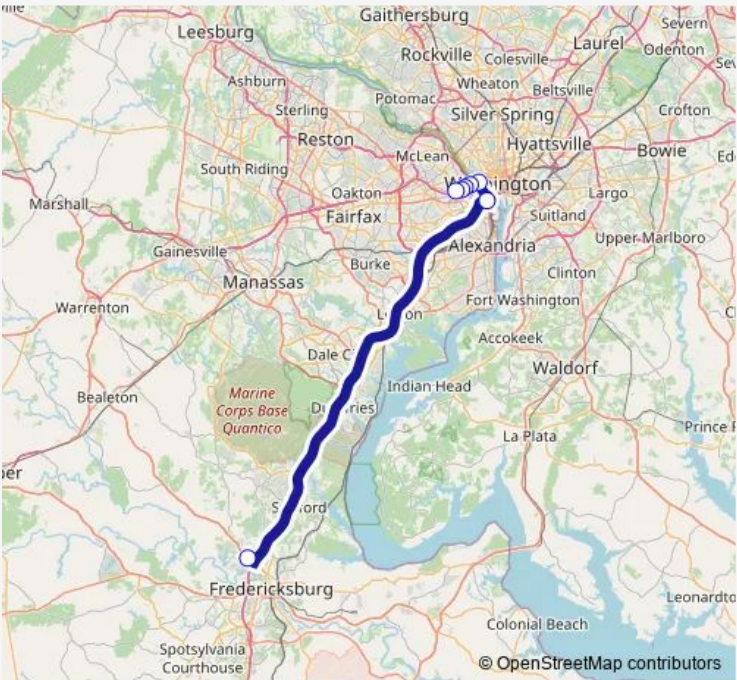 Gaithersburg
Leesburg
Severn
Laurel
Odenton
Rockville
Colesville
Ashburn
Wheaton
Beltsville
Potomac
Sterling
Silver Spring
Crofton
Reston
Hyattsville
McLean
Bowie
South Riding
Oakton
Largo
Marshall
Fairfax
Suitland
Upper Marlboro
Alexandria
Gainesville
Burke
Manassas
Clinton
Warrenton
Fort Washington
Accokeek
Dale C
Waldorf
Indian Head
Bealeton
Marine
Corps Base
Quantico
La Plata
Prince F
Fredericksburg
Leonardto
Colonial Beach
Spotsylvania
Courthouse
© OpenStreetMap contributors